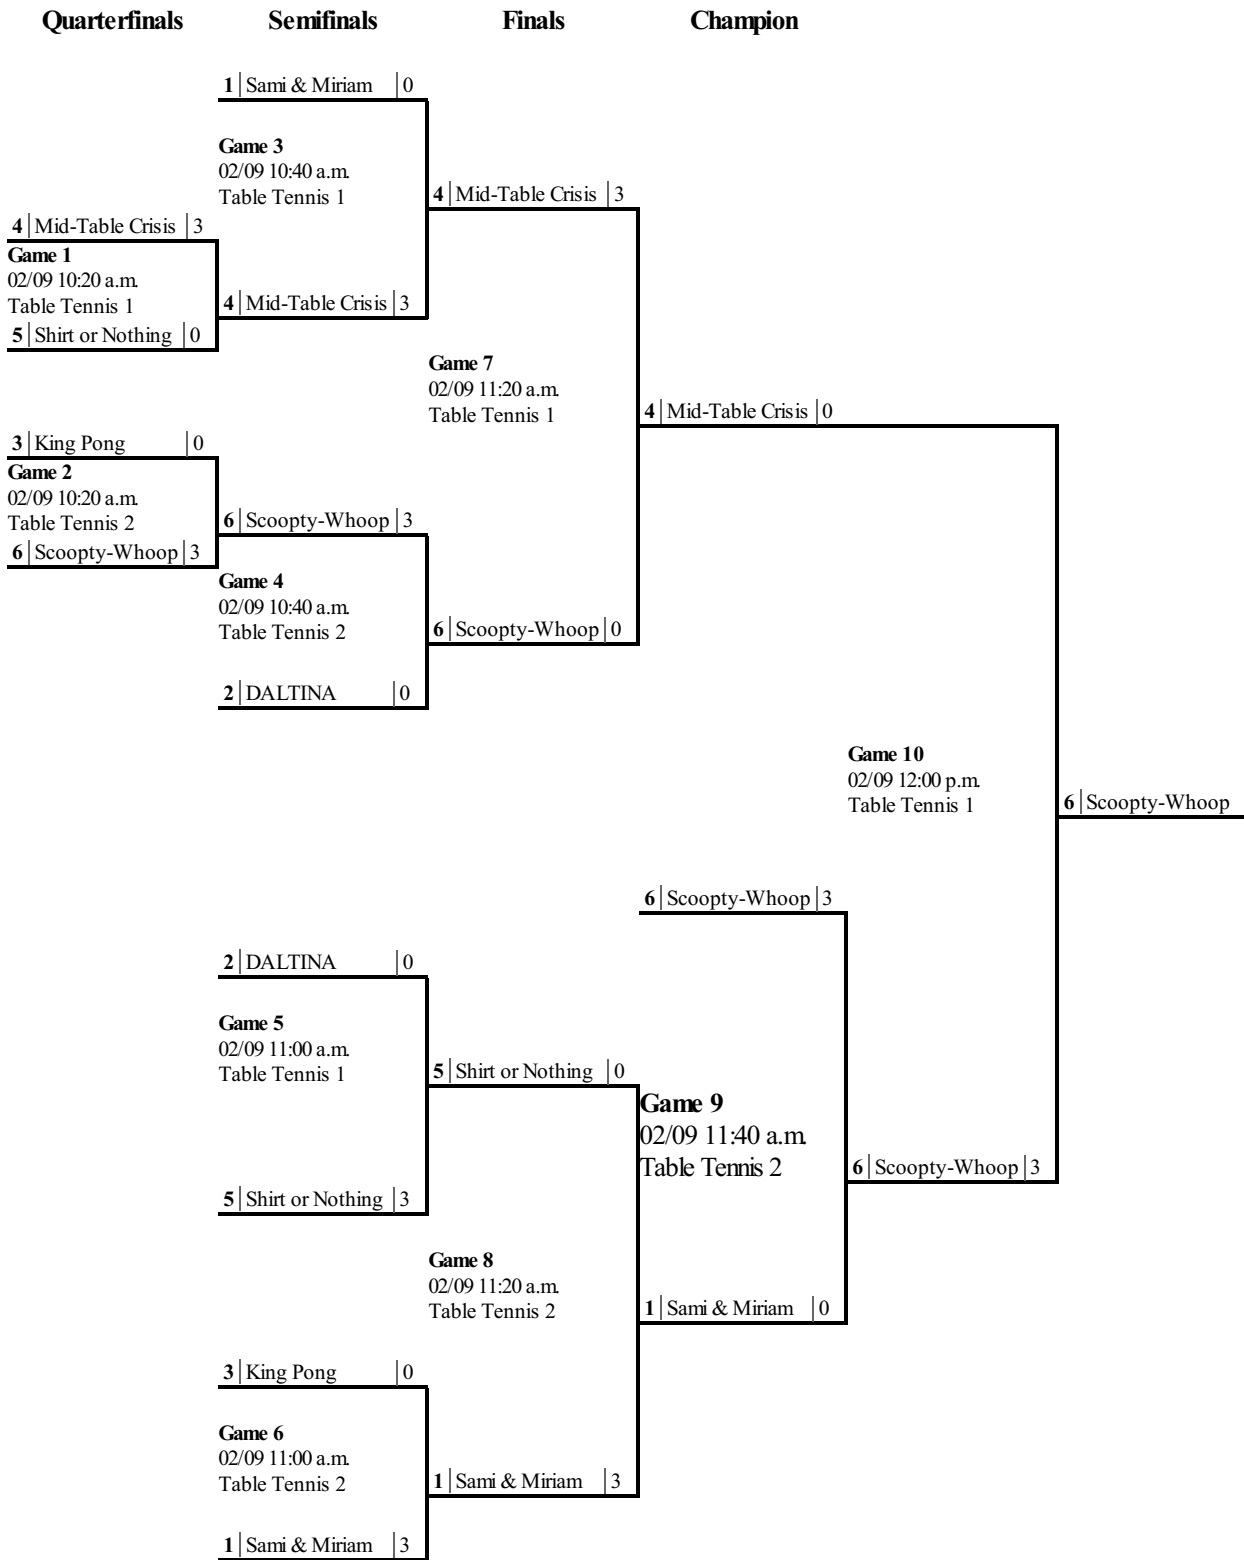 Quarterfinals Semifinals Finals Champion
1 Sami & Miriam 0
Game 3
02/09 10:40 a.m.
Table Tennis 1
4 Mid-Table Crisis 3
4 Mid-Table Crisis 3
Game 1
02/09 10:20 a.m.
Table Tennis 1
5 Shirt or Nothing 0
4 Mid-Table Crisis 3
Game 7
02/09 11:20 a.m.
Table Tennis 1
4 Mid-Table Crisis 0
3 King Pong 0
Game 2
02/09 10:20 a.m.
Table Tennis 2
6 Scoopty-Whoop 3
6 Scoopty-Whoop 3
Game 4
02/09 10:40 a.m.
Table Tennis 2
6 Scoopty-Whoop 0
2 DALTINA 0
Game 10
02/09 12:00 p.m.
Table Tennis 1
6 Scoopty-Whoop
6 Scoopty-Whoop 3
2 DALTINA 0
Game 5
02/09 11:00 a.m.
Table Tennis 1
5 Shirt or Nothing 0
Game 9
02/09 11:40 a.m.
Table Tennis 2
6 Scoopty-Whoop 3
5 Shirt or Nothing 3
Game 8
02/09 11:20 a.m.
Table Tennis 2
1 Sami & Miriam 0
3 King Pong 0
Game 6
02/09 11:00 a.m.
Table Tennis 2
1 Sami & Miriam 3
1 Sami & Miriam 3